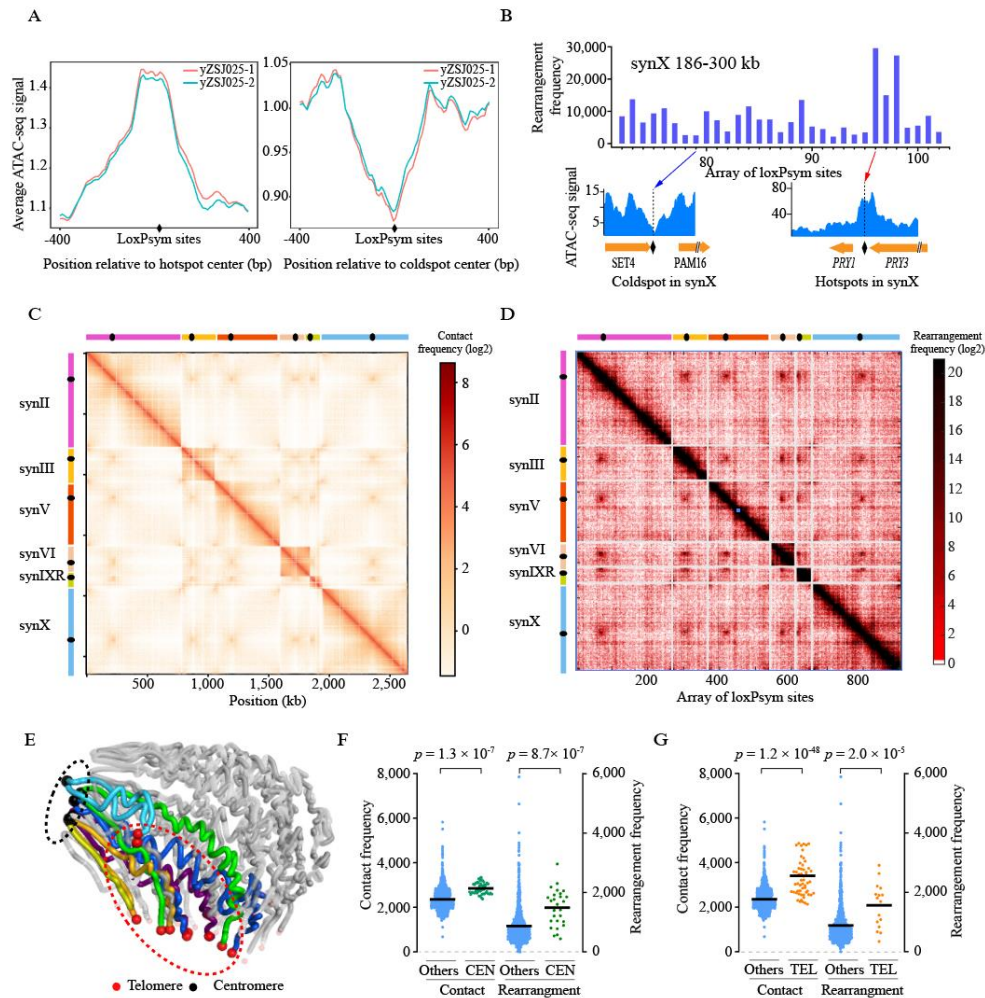 A
B
yZSJ025-1
yZSJ025-2
1.4
1.3
1.2
1.1
Average ATAC-seq signal
-400
LoxPsym sites
400
Position relative to hotspot center (bp)
yZSJ025-1
yZSJ025-2
1.05
1.00
0.95
0.90
-400
LoxPsym sites
400
Position relative to coldspot center (bp)
30,000
20,000
10,000
0
Rearrangement
frequency
synX 186-300 kb
80
90
100
Array of loxPsym sites
ATAC-seq signal
15
5
SET4
PAM16
Coldspot in synX
80
40
PRY1
PRY3
Hotspots in synX
C
D
Contact
frequency (log2)
8
6
4
2
0
synII
synIII
synV
synVI
synIXR
synX
500
1,000
1,500
2,000
2,500
Position (kb)
Rearrangement
frequency (log2)
20
18
16
14
12
10
8
6
4
2
0
synII
synIII
synV
synVI
synIXR
synX
200
400
600
800
Array of loxPsym sites
E
Telomere
Centromere
F
p = 1.3 × 10-7
p = 8.7× 10-7
8,000
6,000
4,000
2,000
0
Contact frequency
6,000
4,000
2,000
0
Rearrangement frequency
Others CEN Others CEN
Contact Rearrangment
G
p = 1.2 × 10-48
p = 2.0 × 10-5
8,000
6,000
4,000
2,000
0
Contact frequency
6,000
4,000
2,000
0
Rearrangement frequency
Others TEL Others TEL
Contact Rearrangment